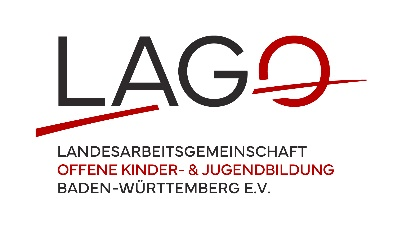 LAGO
LANDESARBEITSGEMEINSCHAFT
OFFENE KINDER- & JUGENDBILDUNG
BADEN-WÜRTTEMBERG E.V.